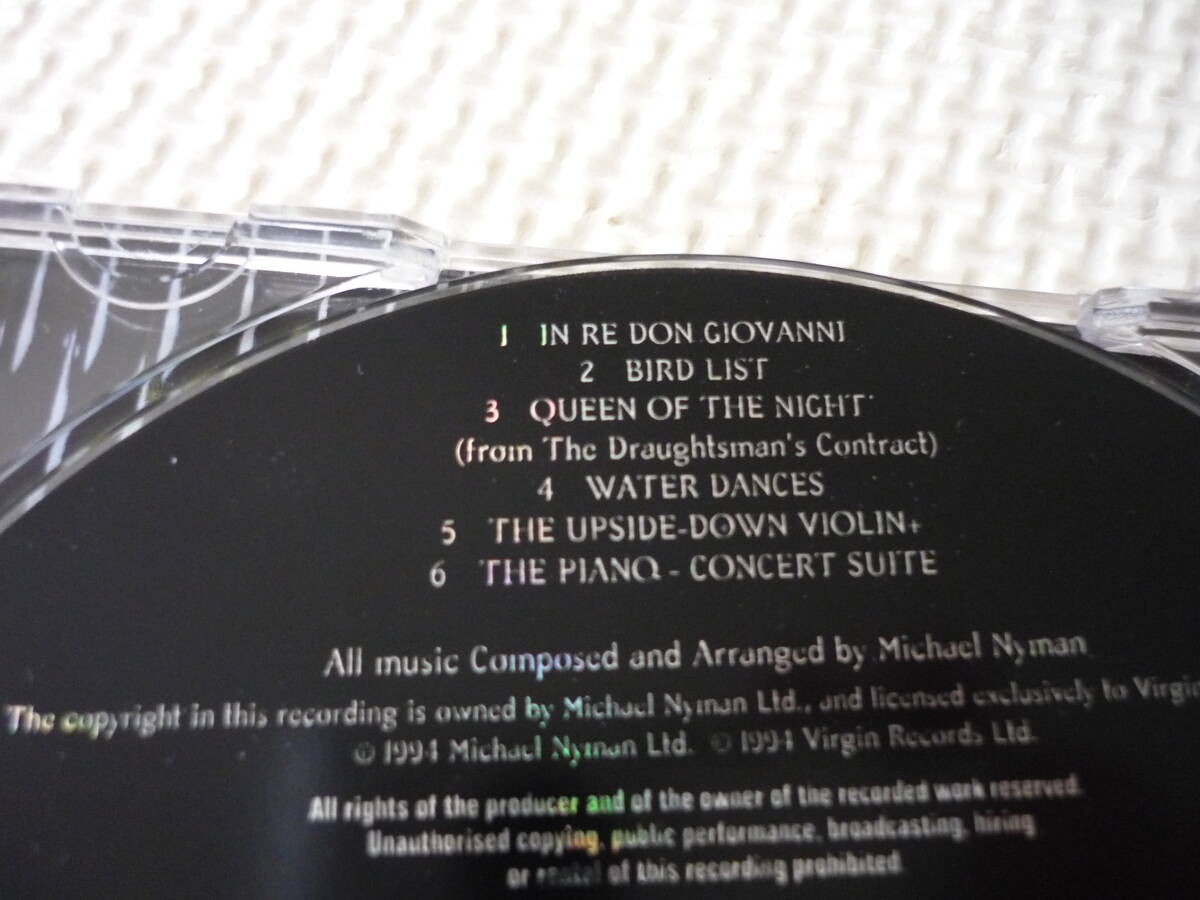 1 IN RE DON GIOVANNI
2 BIRD LIST
3 QUEEN OF THE NIGHT
(from The Draughtsman's Contract)
4 WATER DANCES
5 THE UPSIDE-DOWN VIOLIN+
6 THE PIANO - CONCERT SUITE
All music Composed and Arranged by Michael Nyman
The copyright in this recording is owned by Michael Nyman Ltd., and licensed exclusively to Virgin
© 1994 Michael Nyman Ltd. © 1994 Virgin Records Ltd.
All rights of the producer and of the owner of the recorded work reserved.
Unauthorised copying, public performance, broadcasting, hiring
or rental of this recording prohibited.